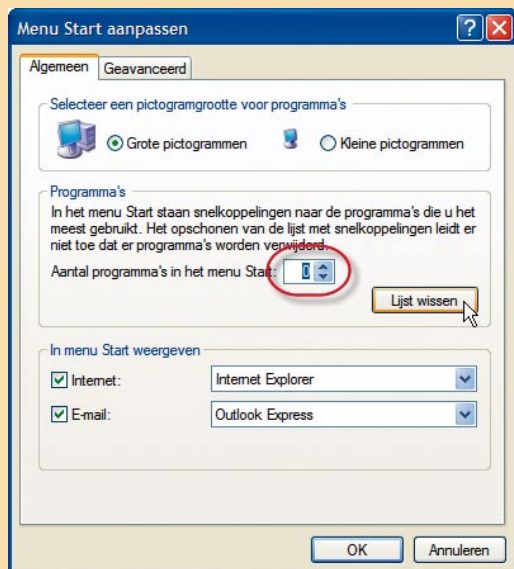 Menu Start aanpassen
Algemeen
Geavanceerd
Selecteer een pictogramgrootte voor programma's
Grote pictogrammen
Kleine pictogrammen
Programma's
In het menu Start staan snelkoppelingen naar de programma's die u het
meest gebruikt. Het opschonen van de lijst met snelkoppelingen leidt er
niet toe dat er programma's worden verwijderd.
Aantal programma's in het menu Start: 0
Lijst wissen
In menu Start weergeven
Internet: Internet Explorer
E-mail: Outlook Express
OK
Annuleren